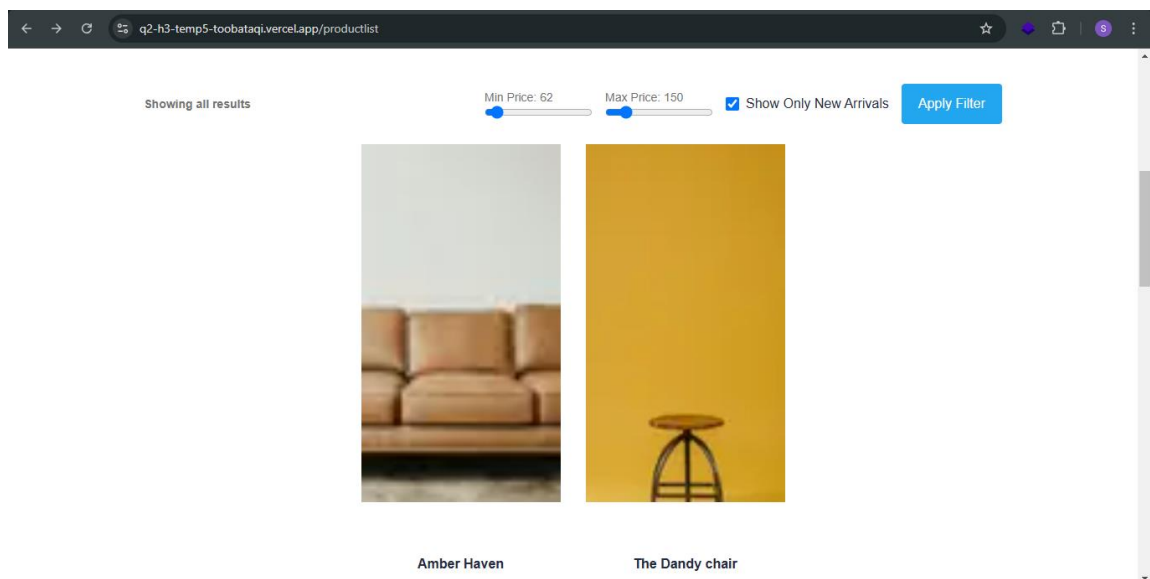 q2-h3-temp5-toobataqi.vercel.app/productlist
S
Showing all results
Min Price: 62
Max Price: 150
Show Only New Arrivals
Apply Filter
Amber Haven
The Dandy chair